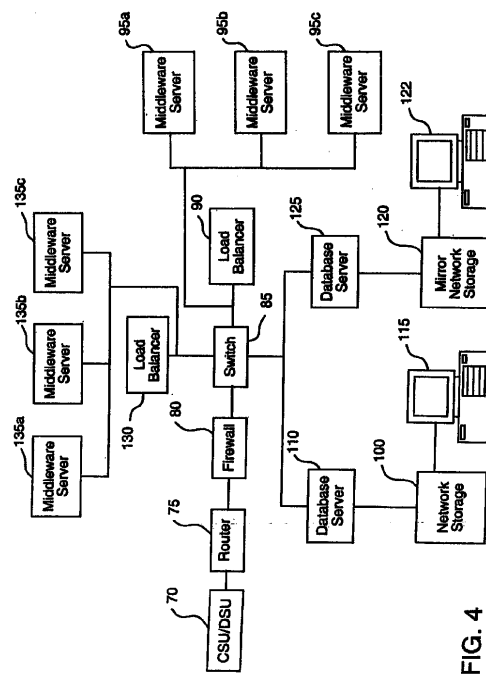 135a
Middleware
Server
135b
Middleware
Server
135c
Middleware
Server
95a
Middleware
Server
95b
Middleware
Server
95c
Middleware
Server
130
Load
Balancer
90
Load
Balancer
70
CSU/DSU
75
Router
80
Firewall
85
Switch
110
Database
Server
125
Database
Server
100
Network
Storage
115
120
Mirror
Network
Storage
122
FIG. 4